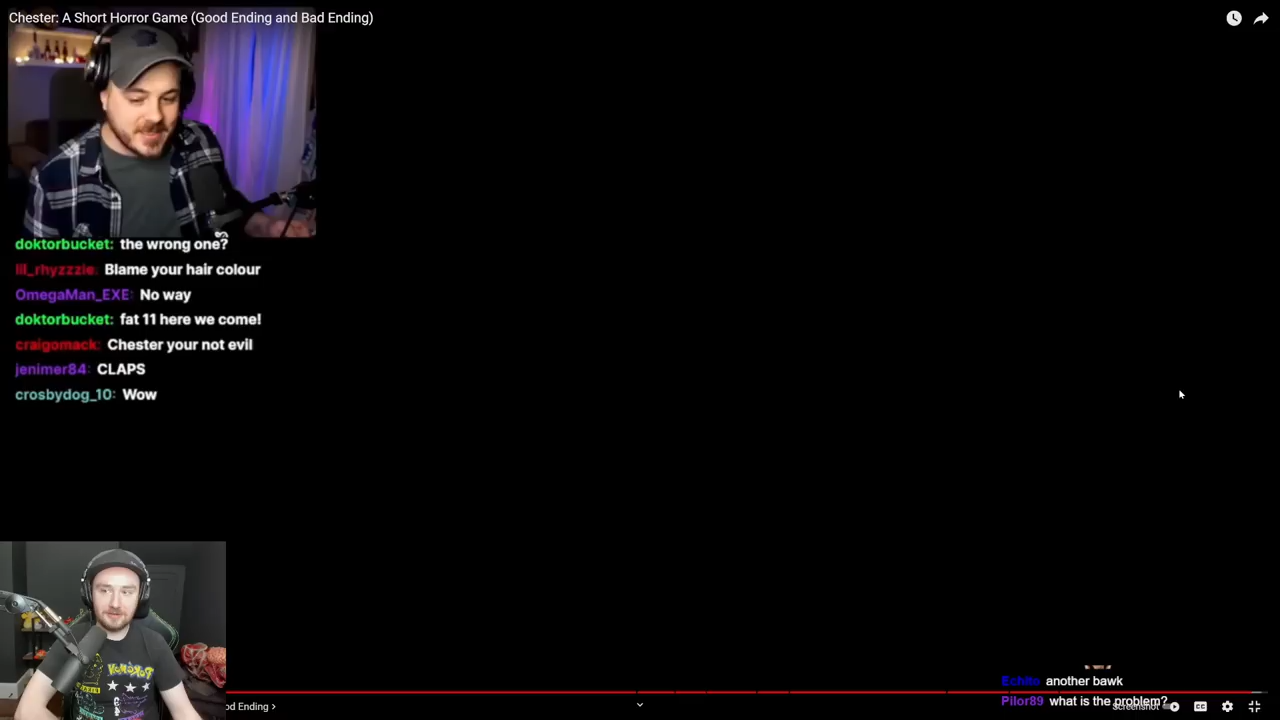 Chester: A Short Horror Game (Good Ending and Bad Ending)
doktorbucket: the wrong one?
lil_rhyzzzie: Blame your hair colour
OmegaMan_EXE: No way
doktorbucket: fat 11 here we come!
craigomack: Chester your not evil
jenimer84: CLAPS
crosbydog_10: Wow
Echito another bawk
Pilor89 what is the problem?
Screenshot
od Ending >